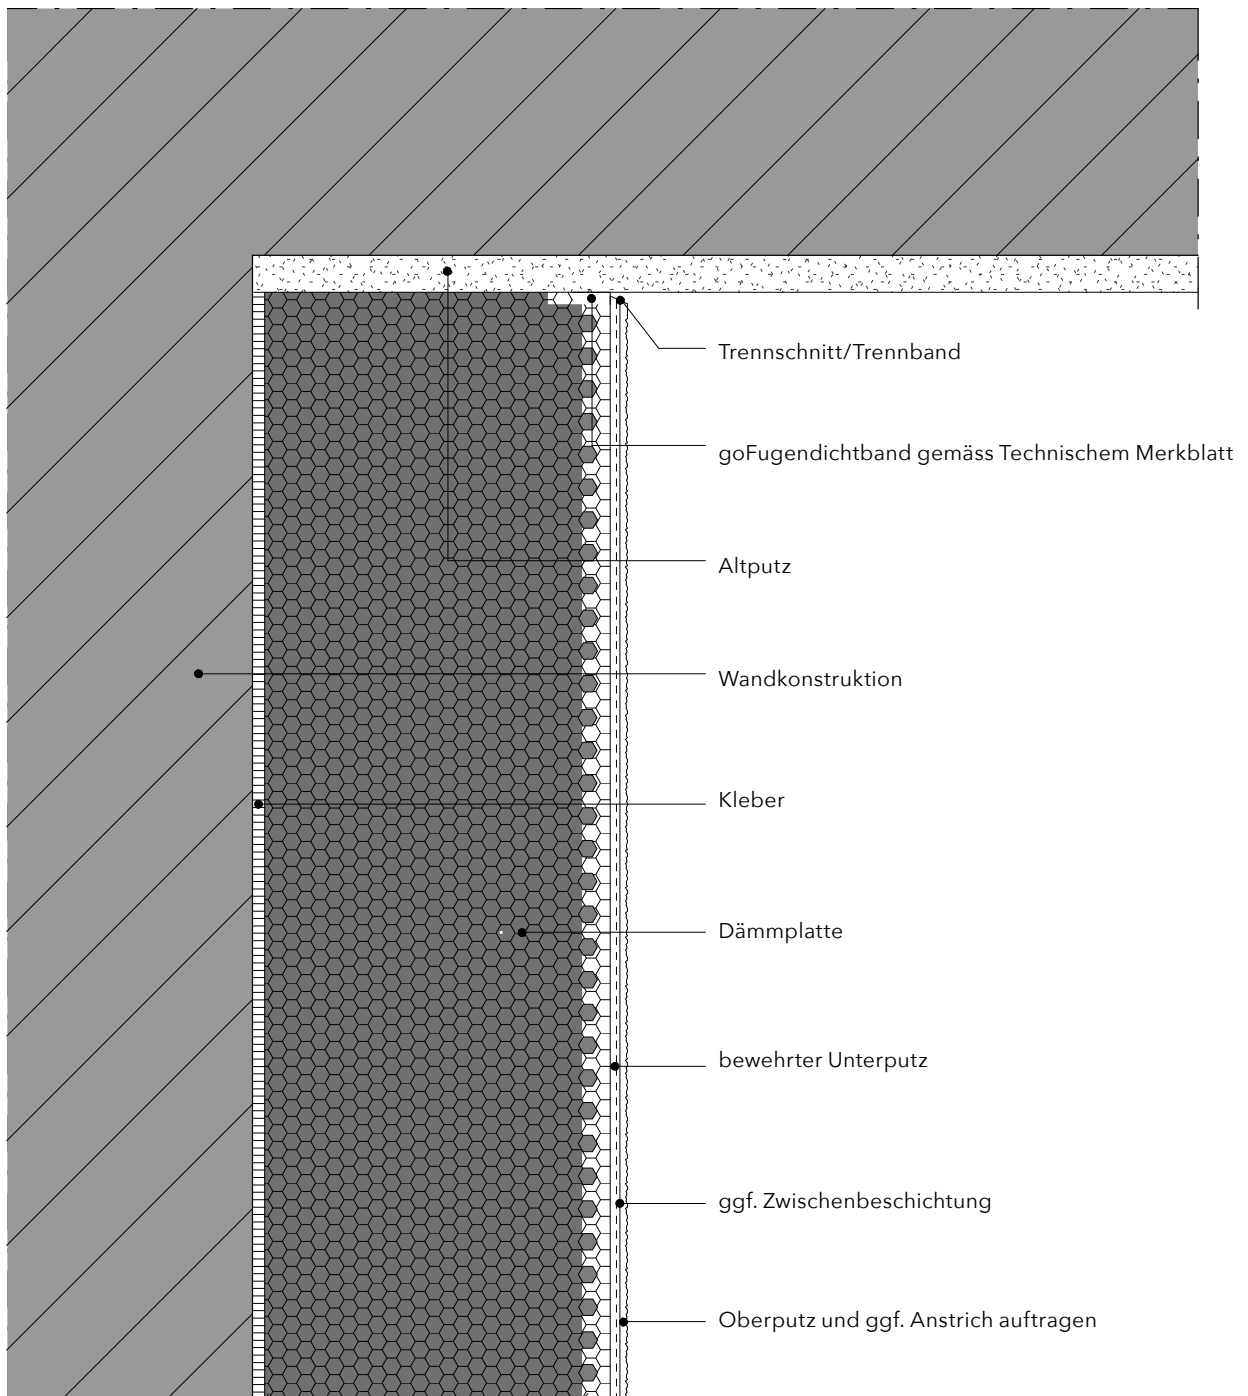 Trennschnitt/Trennband
goFugendichtband gemäss Technischem Merkblatt
Altputz
Wandkonstruktion
Kleber
Dämmplatte
bewehrter Unterputz
ggf. Zwischenbeschichtung
Oberputz und ggf. Anstrich auftragen